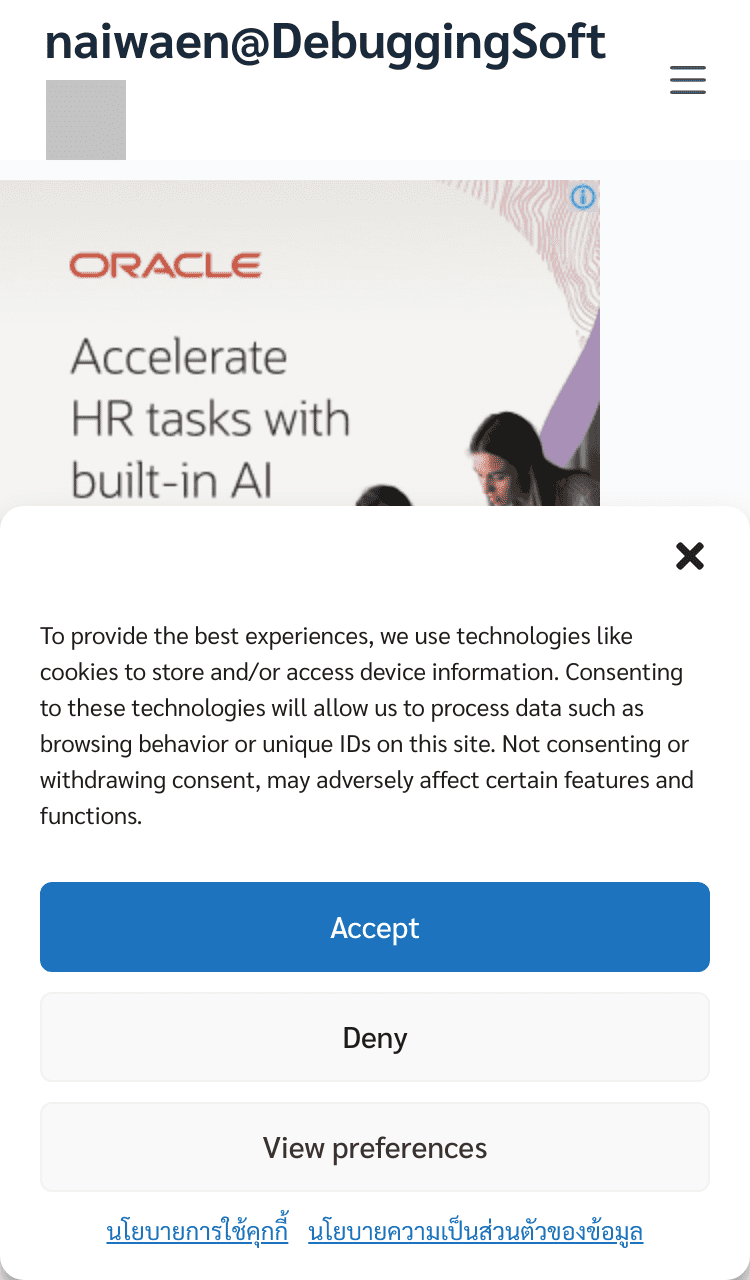 naiwaen@DebuggingSoft
ORACLE
Accelerate
HR tasks with
built-in AI
To provide the best experiences, we use technologies like
cookies to store and/or access device information. Consenting
to these technologies will allow us to process data such as
browsing behavior or unique IDs on this site. Not consenting or
withdrawing consent, may adversely affect certain features and
functions.
Accept
Deny
View preferences
นโยบายการใช้คุกกี้ นโยบายความเป็นส่วนตัวของข้อมูล